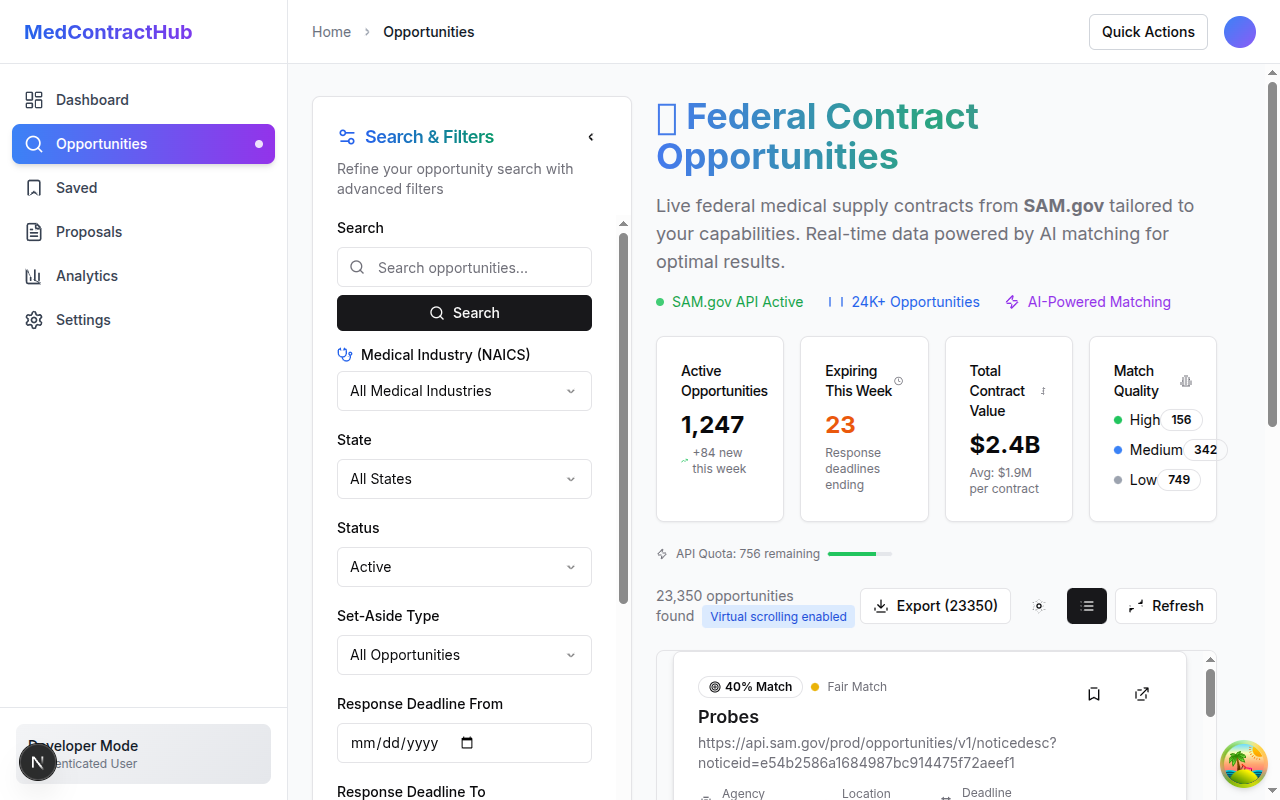 MedContractHub
Home
Opportunities
Quick Actions
Dashboard
Opportunities
Saved
Proposals
Analytics
Settings
Developer Mode
enticated User
N
Search & Filters
Refine your opportunity search with
advanced filters
Search
Search opportunities...
Search
Medical Industry (NAICS)
All Medical Industries
State
All States
Status
Active
Set-Aside Type
All Opportunities
Response Deadline From
mm/dd/yyyy
Response Deadline To
Federal Contract
Opportunities
Live federal medical supply contracts from SAM.gov tailored to
your capabilities. Real-time data powered by AI matching for
optimal results.
SAM.gov API Active
24K+ Opportunities
AI-Powered Matching
Active
Opportunities
1,247
+84 new
this week
Expiring
This Week
23
Response
deadlines
ending
Total
Contract
Value
$2.4B
Avg: $1.9M
per contract
Match
Quality
High 156
Medium 342
Low 749
API Quota: 756 remaining
23,350 opportunities
found
Virtual scrolling enabled
Export (23350)
Refresh
40% Match
Fair Match
Probes
https://api.sam.gov/prod/opportunities/v1/noticedesc?
noticeid=e54b2586a1684987bc914475f72aeef1
Agency
Location
Deadline